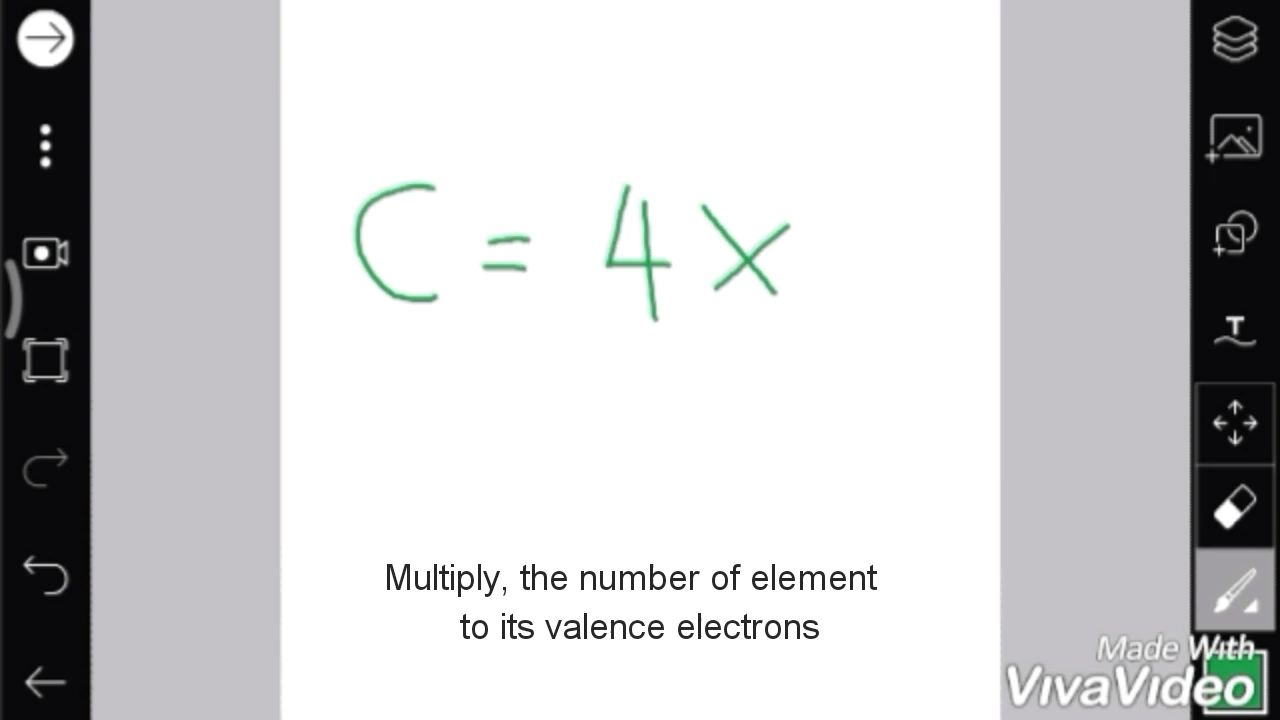 C = 4 x
Multiply, the number of element
to its valence electrons
T
Made With
VivaVideo